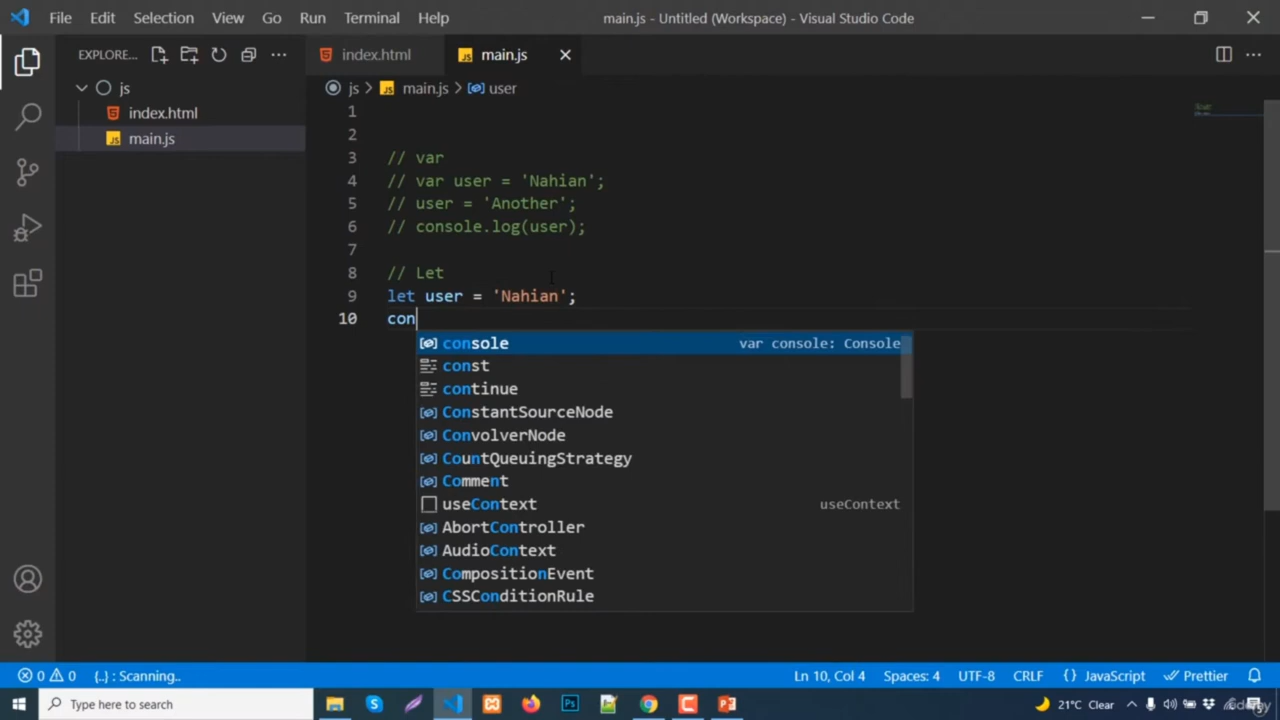 File Edit Selection View Go Run Terminal Help main.js - Untitled (Workspace) - Visual Studio Code
EXPLORE... index.html main.js
js
index.html
main.js
js > main.js > user
1
2
3 // var
4 // var user = 'Nahian';
5 // user = 'Another';
6 // console.log(user);
7
8 // Let
9 let user = 'Nahian';
10 con
console var console: Console
const
continue
ConstantSourceNode
ConvolverNode
CountQueuingStrategy
Comment
useContext useContext
AbortController
AudioContext
CompositionEvent
CSSConditionRule
0 0 {..} : Scanning.. Ln 10, Col 4 Spaces: 4 UTF-8 CRLF {} JavaScript Prettier
Type here to search 21°C Clear
Udemy